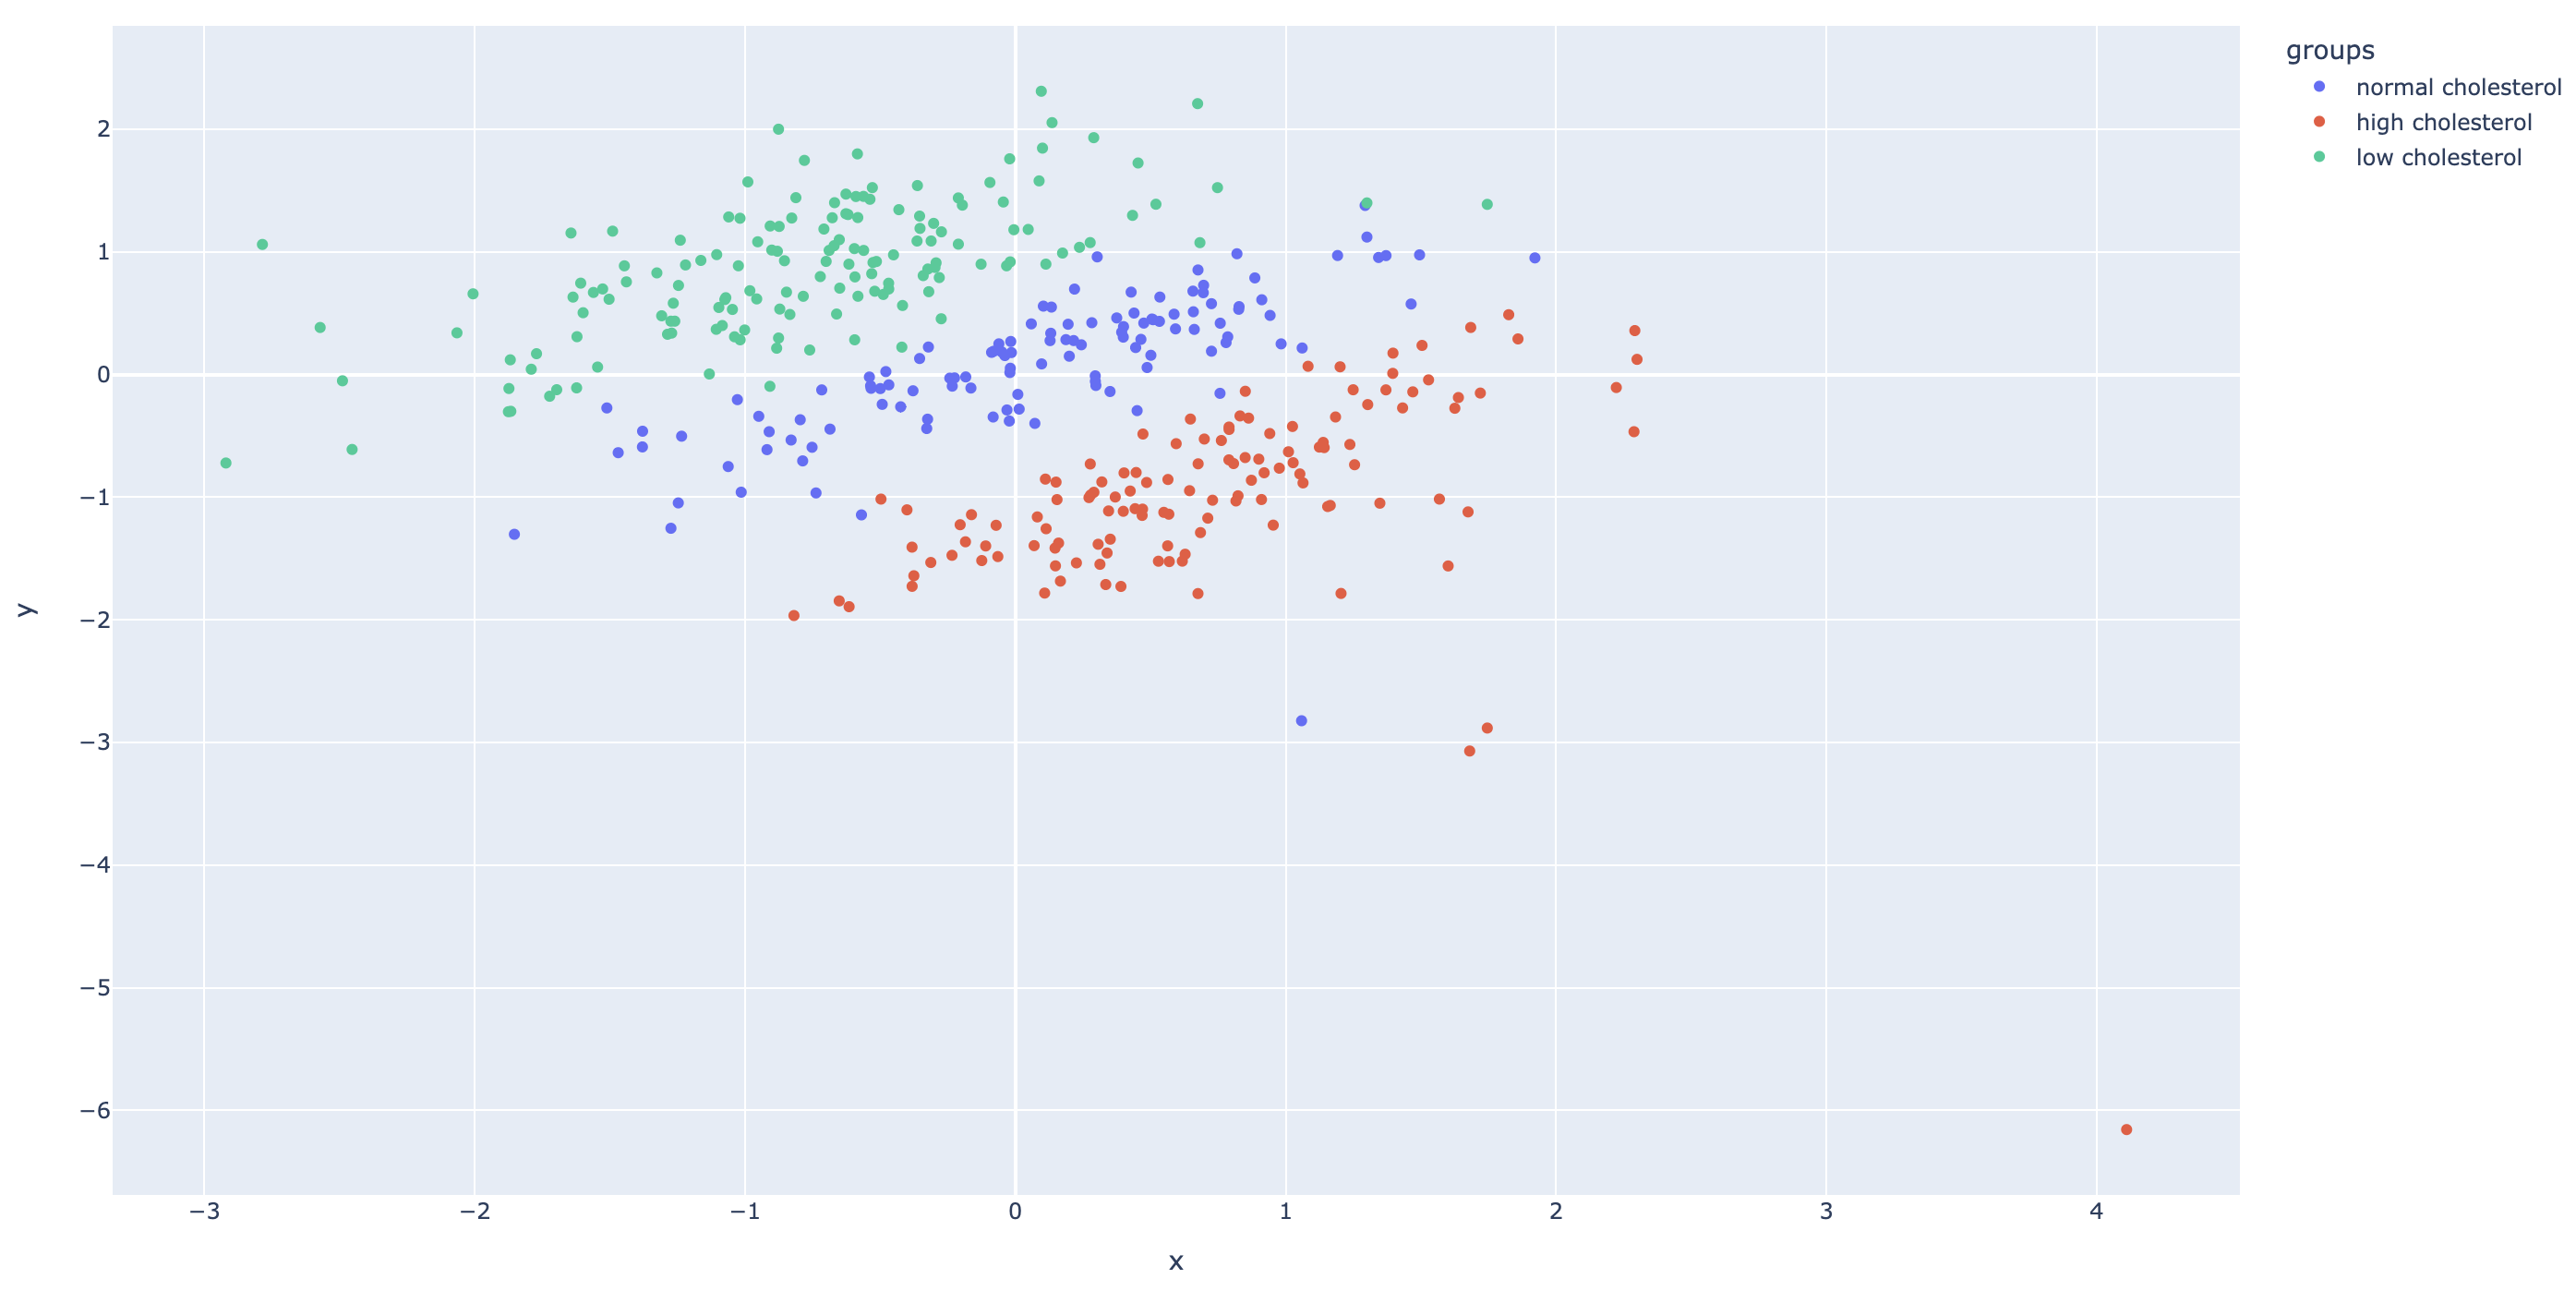 groups
normal cholesterol
high cholesterol
low cholesterol
2
1
0
−1
−2
−3
−4
−5
−6
y
−3 −2 −1 0 1 2 3 4
x